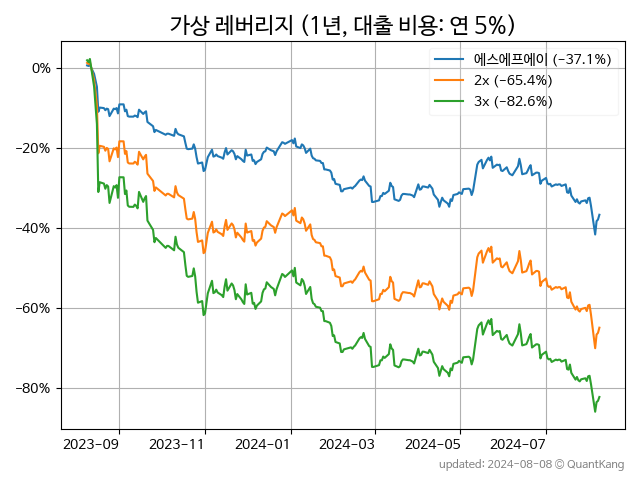 가상 레버리지 (1년, 대출 비용: 연 5%)
에스에프에이 (−37.1%)
2x (−65.4%)
3x (−82.6%)
0%
−20%
−40%
−60%
−80%
2023-09
2023-11
2024-01
2024-03
2024-05
2024-07
updated: 2024-08-08 © QuantKang